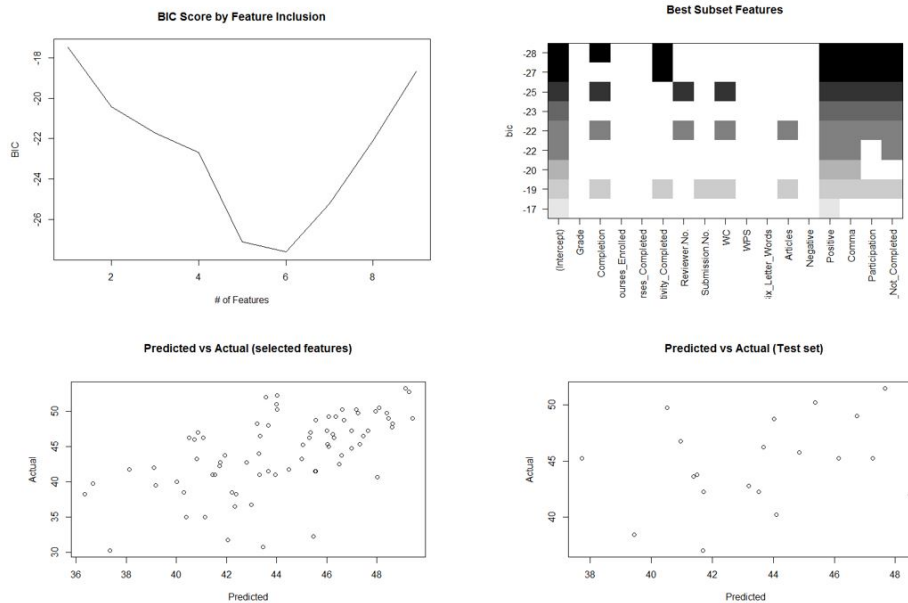 BIC Score by Feature Inclusion
BIC
-18
-20
-22
-24
-26
2
4
6
8
# of Features
Best Subset Features
bic
-28
-27
-25
-23
-22
-22
-20
-19
-17
(Intercept)
Grade
Completion
ourses_Enrolled
rses_Completed
tivity_Completed
Reviewer.No.
Submission.No.
WC
WPS
ix_Letter_Words
Articles
Negative
Positive
Comma
Participation
_Not_Completed
Predicted vs Actual (selected features)
Actual
50
45
40
35
30
36
38
40
42
44
46
48
Predicted
Predicted vs Actual (Test set)
Actual
50
45
40
38
40
42
44
46
48
Predicted